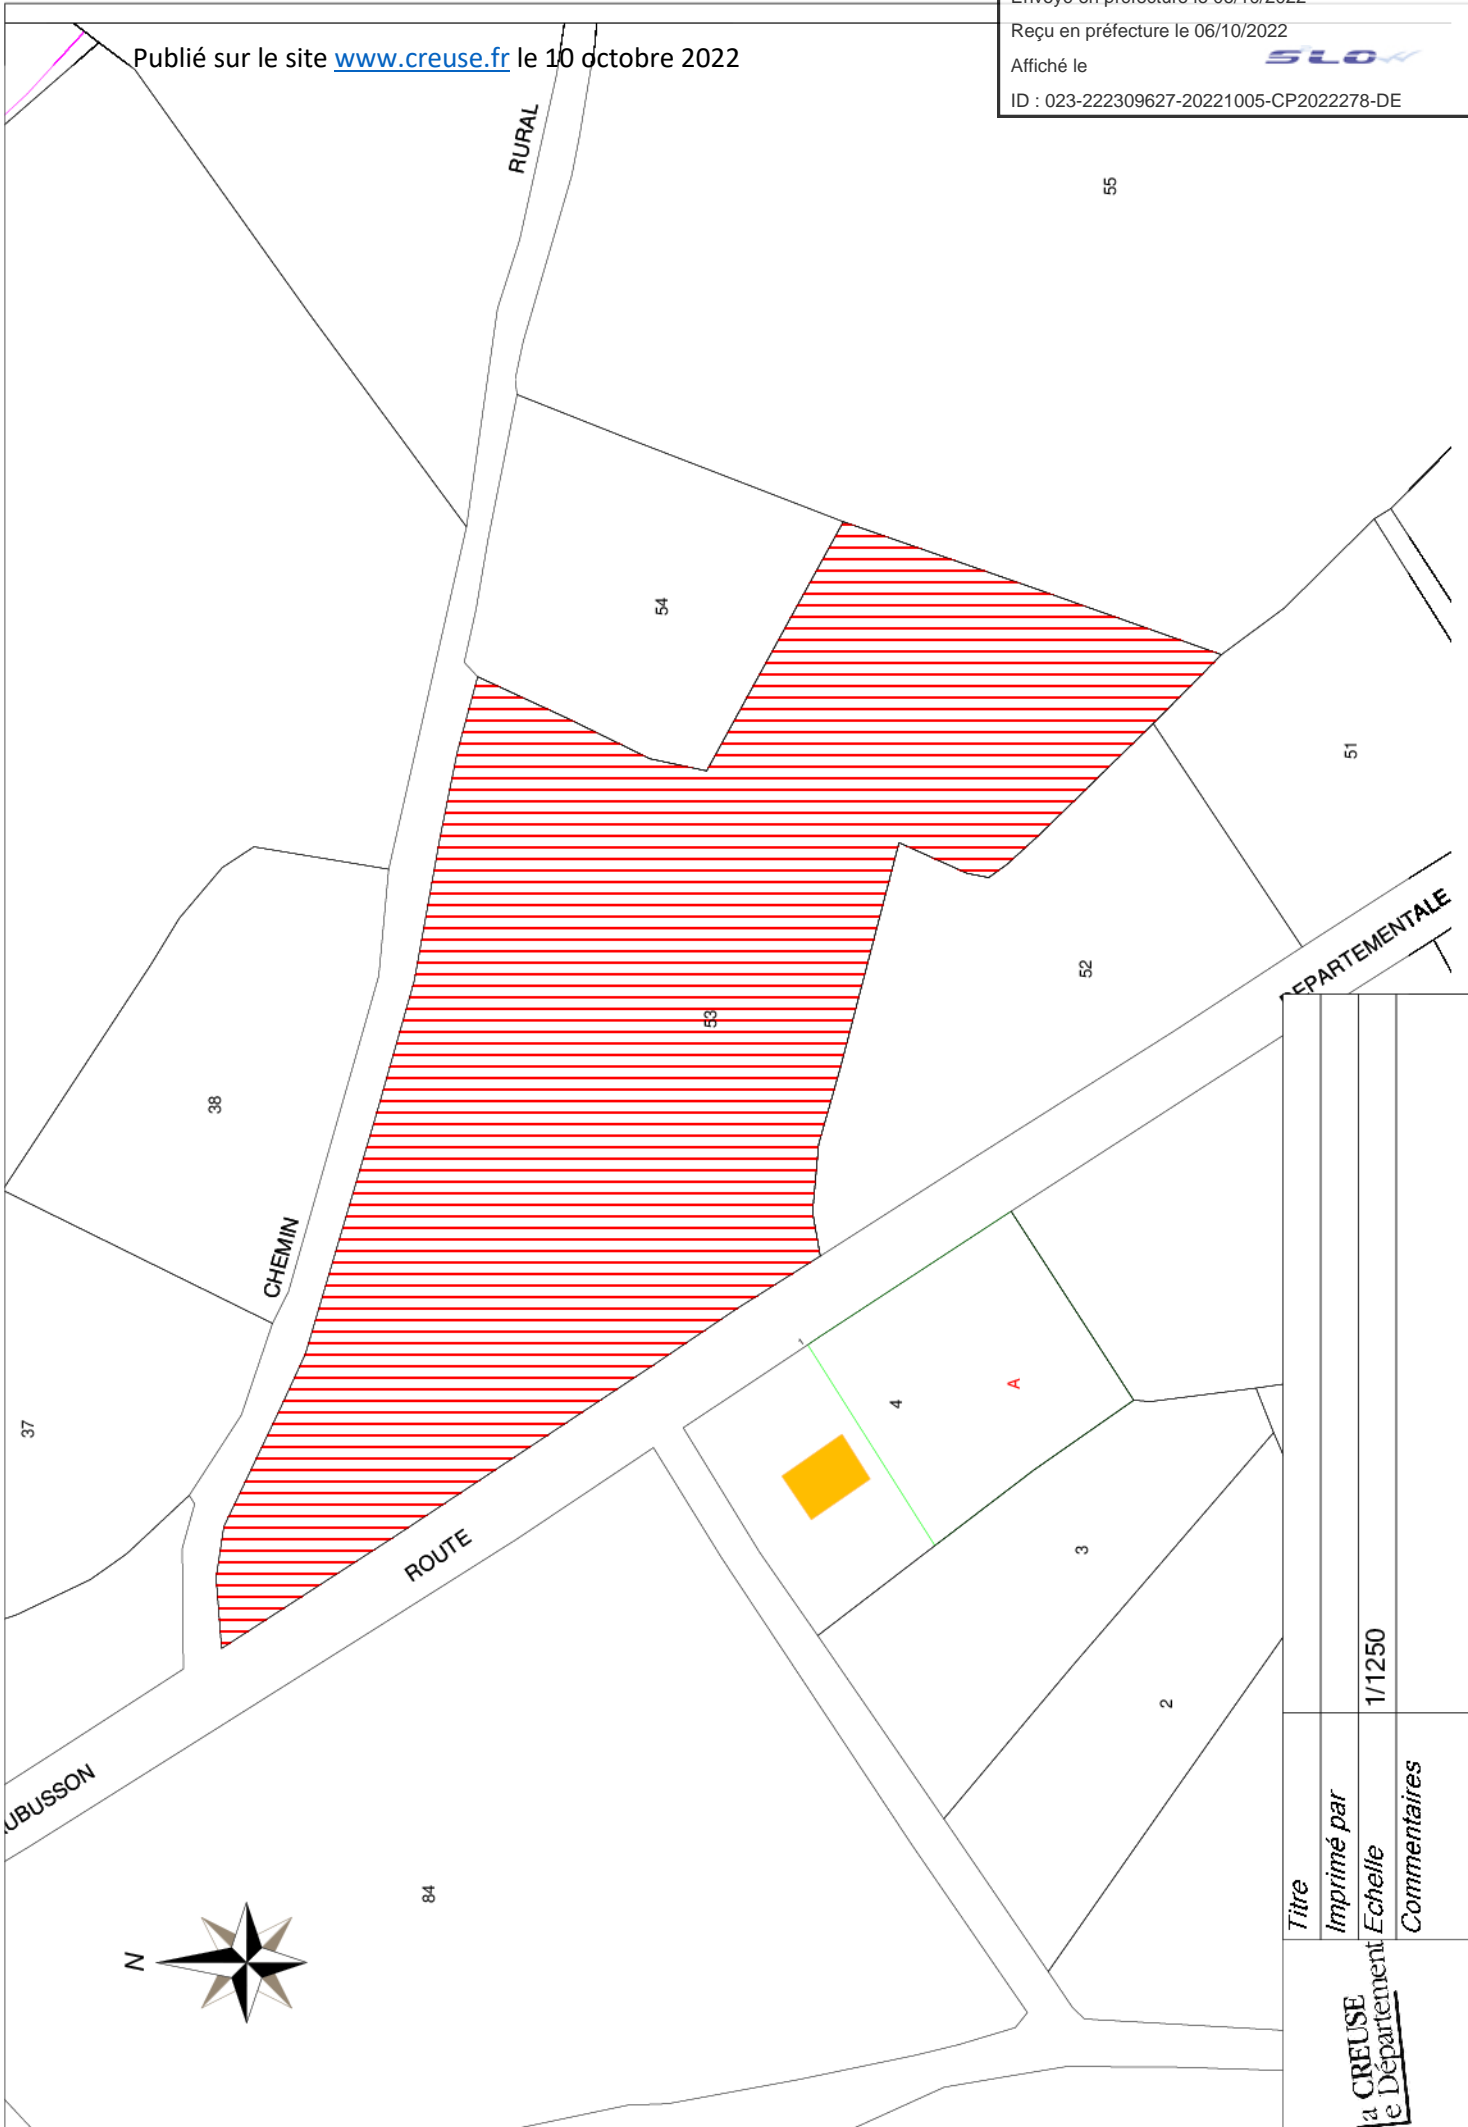 Reçu en préfecture le 06/10/2022
Affiché le
SLOW
ID : 023-222309627-20221005-CP2022278-DE
Publié sur le site www.creuse.fr le 10 octobre 2022
RURAL
55
54
51
52
53
DEPARTEMENTALE
38
CHEMIN
37
1
4
A
3
2
ROUTE
UBUSSON
84
N
Titre
Imprimé par
Echelle 1/1250
Commentaires
a CREUSE
e Département